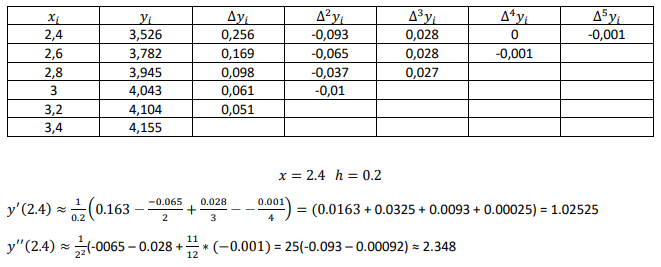 xᵢ yᵢ Δyᵢ Δ²yᵢ Δ³yᵢ Δ⁴yᵢ Δ⁵yᵢ
2,4 3,526 0,256 -0,093 0,028 0 -0,001
2,6 3,782 0,169 -0,065 0,028 -0,001
2,8 3,945 0,098 -0,037 0,027
3 4,043 0,061 -0,01
3,2 4,104 0,051
3,4 4,155
x = 2.4 h = 0.2
y′(2.4) ≈ 1/0.2 (0.163 − −0.065/2 + 0.028/3 − − 0.001/4) = (0.0163 + 0.0325 + 0.0093 + 0.00025) = 1.02525
y′′(2.4) ≈ 1/2² (-0065 – 0.028 + 11/12 ∗ (−0.001) = 25(-0.093 – 0.00092) ≈ 2.348